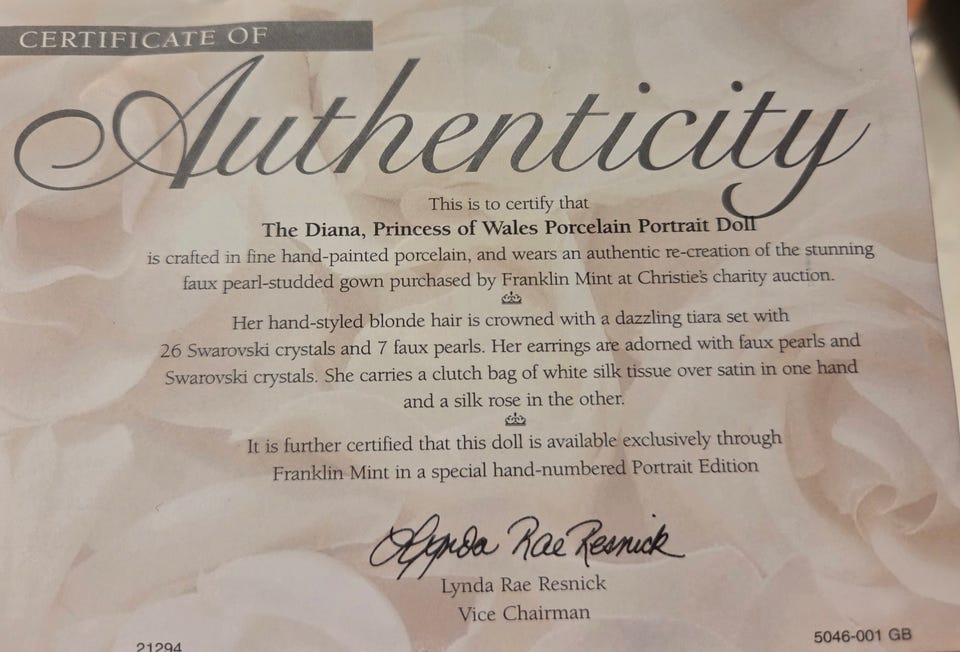 CERTIFICATE OF
Authenticity
This is to certify that
The Diana, Princess of Wales Porcelain Portrait Doll
is crafted in fine hand-painted porcelain, and wears an authentic re-creation of the stunning
faux pearl-studded gown purchased by Franklin Mint at Christie's charity auction.
Her hand-styled blonde hair is crowned with a dazzling tiara set with
26 Swarovski crystals and 7 faux pearls. Her earrings are adorned with faux pearls and
Swarovski crystals. She carries a clutch bag of white silk tissue over satin in one hand
and a silk rose in the other.
It is further certified that this doll is available exclusively through
Franklin Mint in a special hand-numbered Portrait Edition
Lynda Rae Resnick
Lynda Rae Resnick
Vice Chairman
21294
5046-001 GB